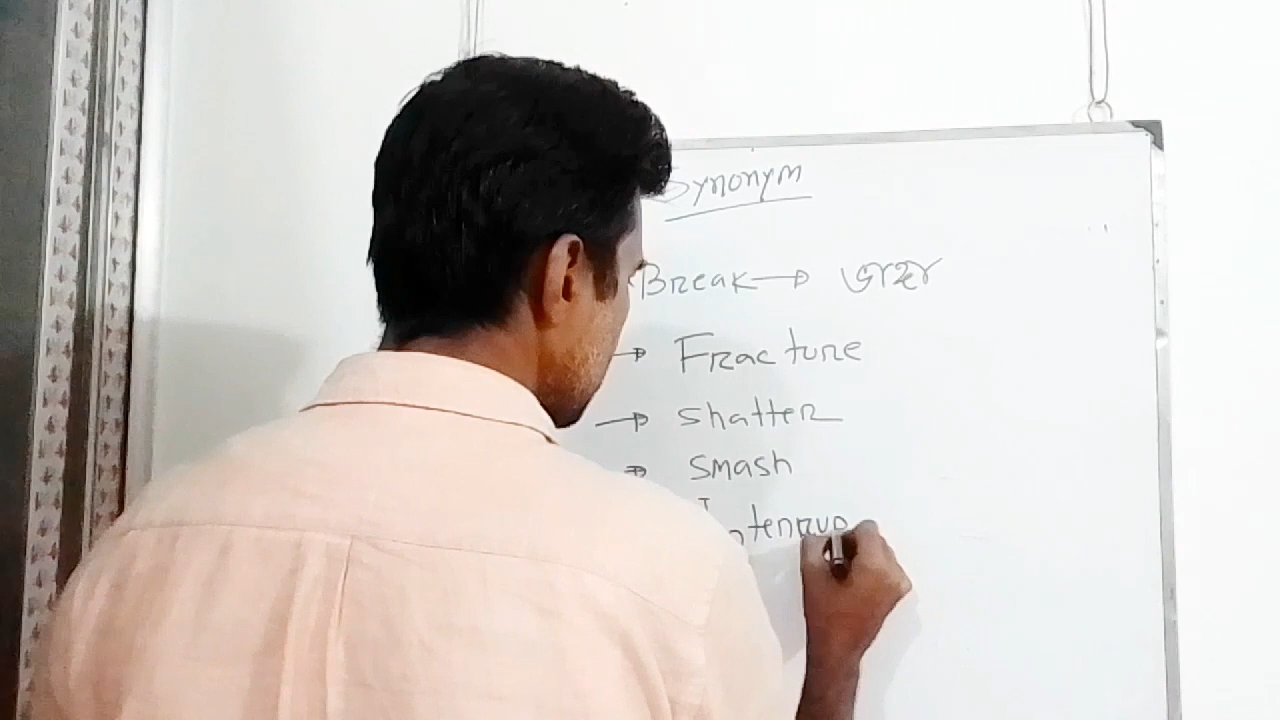 Synonym
Break → ভাঙ্গা
→ Fracture
→ Shatter
→ Smash
Interrup